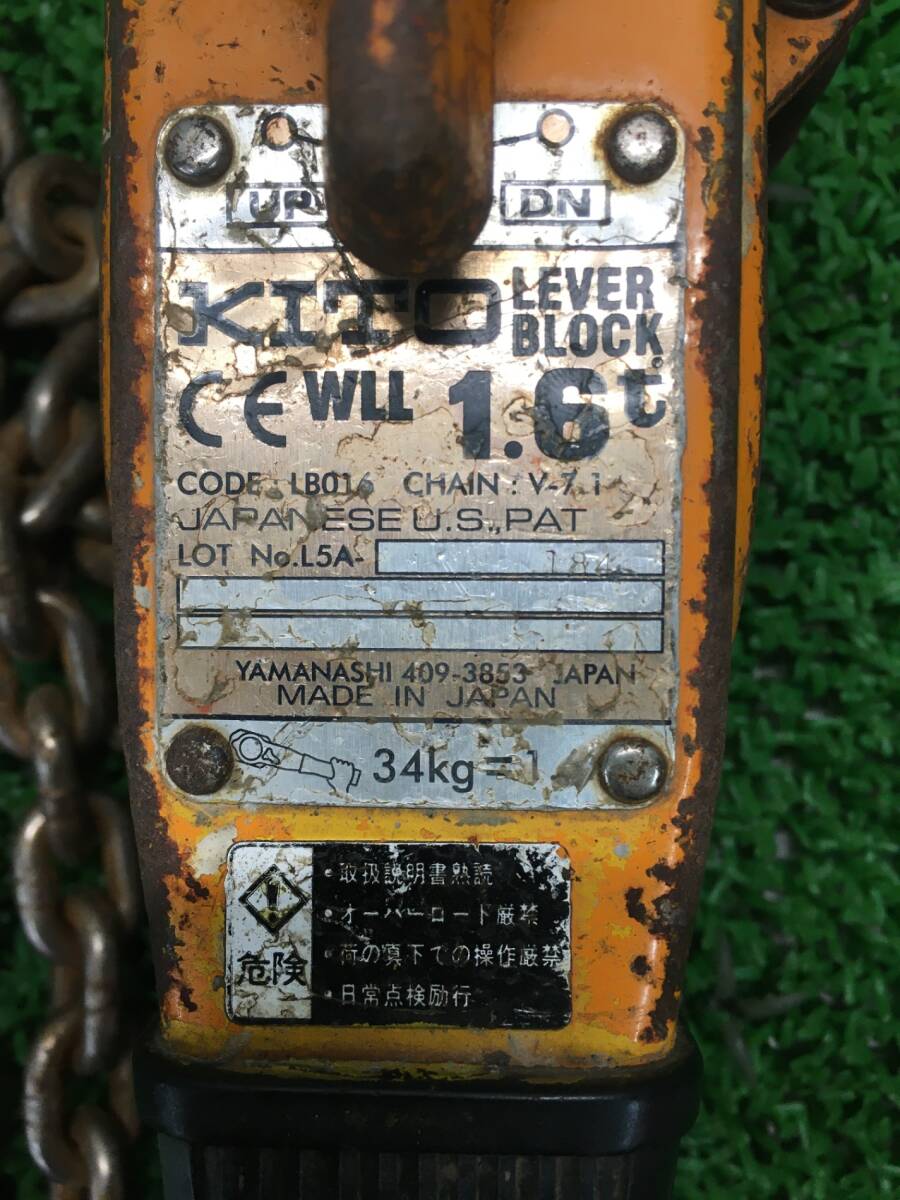 UP DN
KITO LEVER BLOCK
CE WLL 1.6t
CODE : LB016 CHAIN : V-7.1
JAPANESE U.S., PAT
LOT No. L5A- 184
YAMANASHI 409-3853 JAPAN
MADE IN JAPAN
34kg = 1
・取扱説明書熟読
・オーバーロード厳禁
・荷の真下での操作厳禁
・日常点検励行
危険